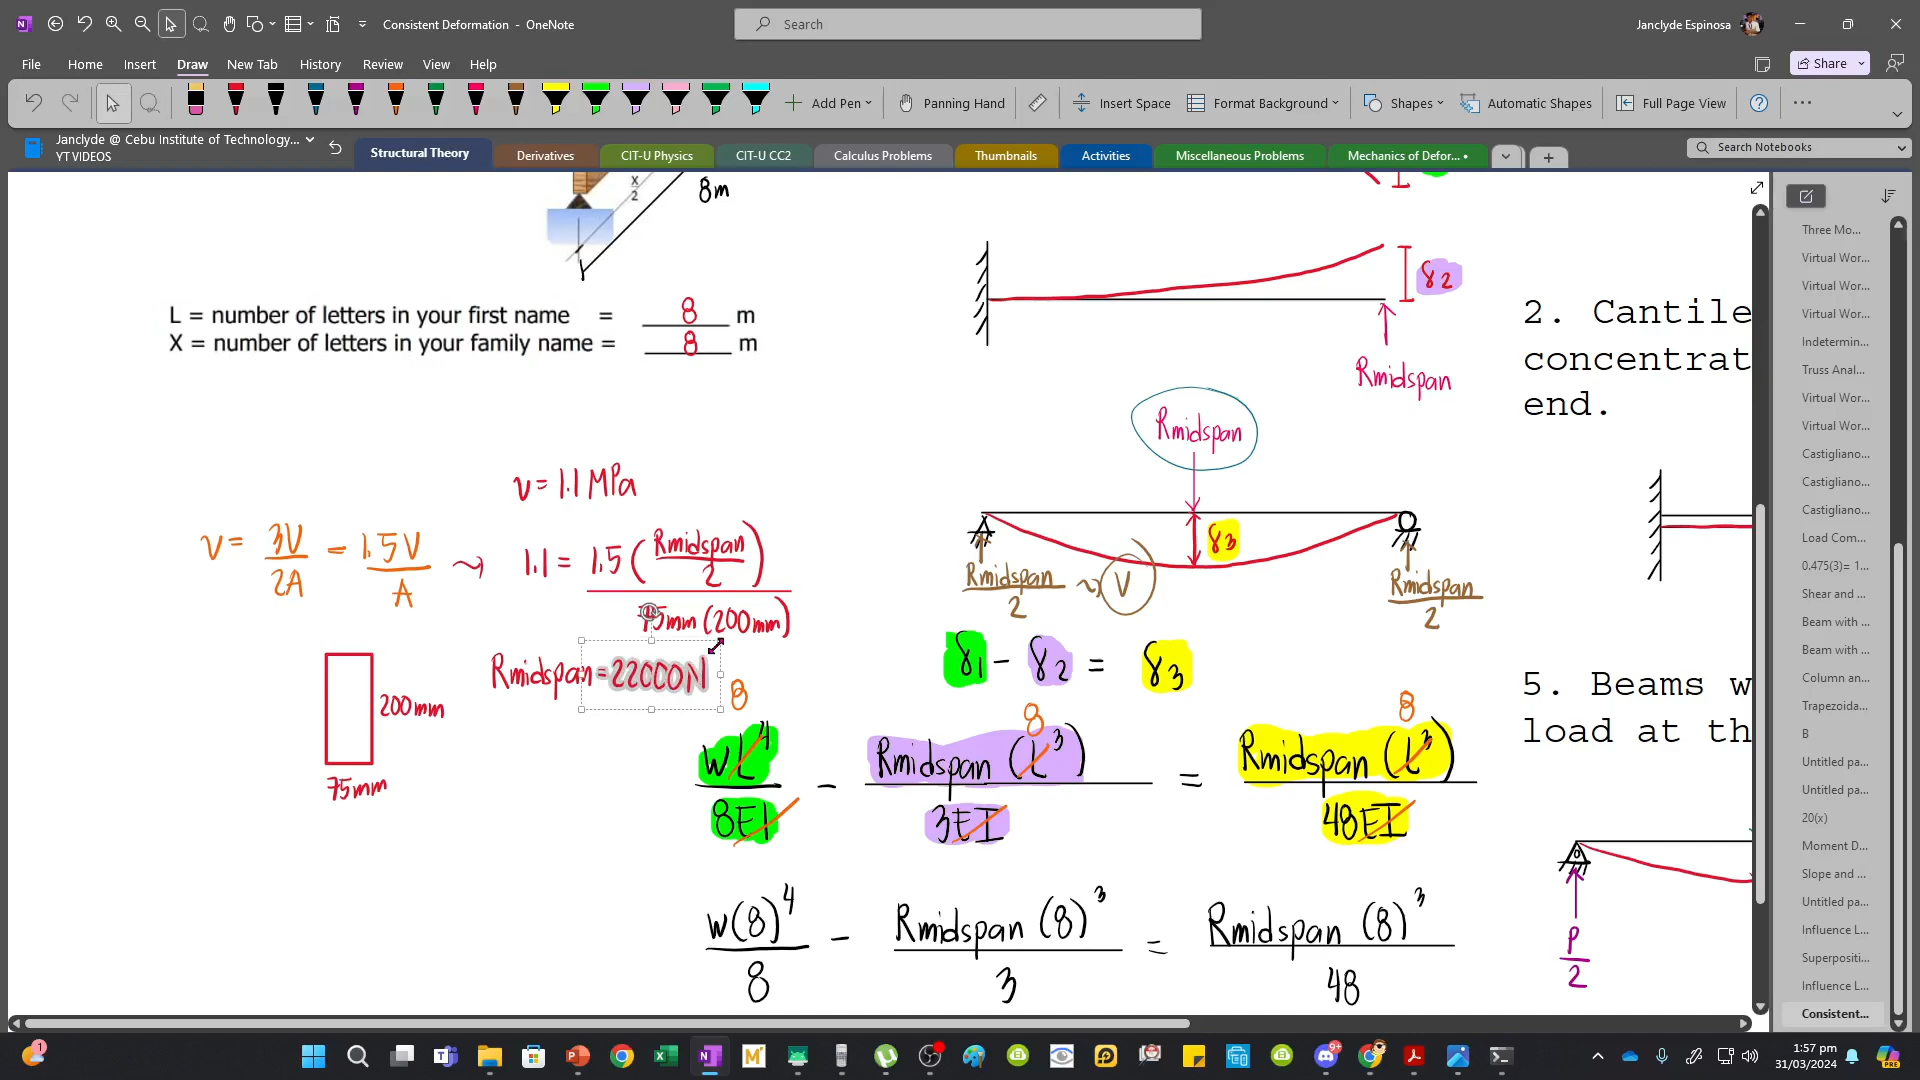 Consistent Deformation - OneNote
Search
Janclyde Espinosa
File Home Insert Draw New Tab History Review View Help
Share
Add Pen
Panning Hand
Insert Space
Format Background
Shapes
Automatic Shapes
Full Page View
Janclyde @ Cebu Institute of Technology...
YT VIDEOS
Structural Theory
Derivatives
CIT-U Physics
CIT-U CC2
Calculus Problems
Thumbnails
Activities
Miscellaneous Problems
Mechanics of Defor...
Search Notebooks
x
2
8m
L = number of letters in your first name = 8 m
X = number of letters in your family name = 8 m
δ2
Rmidspan
Rmidspan
δ3
Rmidspan
2
V
Rmidspan
2
v = 1.1 MPa
v = 3V/2A = 1.5V/A
1.1 = 1.5 (Rmidspan/2)
75mm (200mm)
Rmidspan = 22000N
200mm
75mm
δ1 - δ2 = δ3
8 8 8
wL⁴/8EI - Rmidspan (L³)/3EI = Rmidspan (L³)/48EI
w(8)⁴/8 - Rmidspan (8)³/3 = Rmidspan (8)³/48
2. Cantile
concentrat
end.
5. Beams w
load at th
P
2
Three Mo...
Virtual Wor...
Virtual Wor...
Virtual Wor...
Indetermin...
Truss Anal...
Virtual Wor...
Virtual Wor...
Castigliano...
Castigliano...
Castigliano...
Load Com...
0.475(3)= 1...
Shear and ...
Beam with ...
Beam with ...
Column an...
Trapezoida...
B
Untitled pa...
Untitled pa...
20(x)
Moment D...
Slope and ...
Untitled pa...
Influence L...
Superpositi...
Influence L...
Consistent...
1:57 pm
31/03/2024